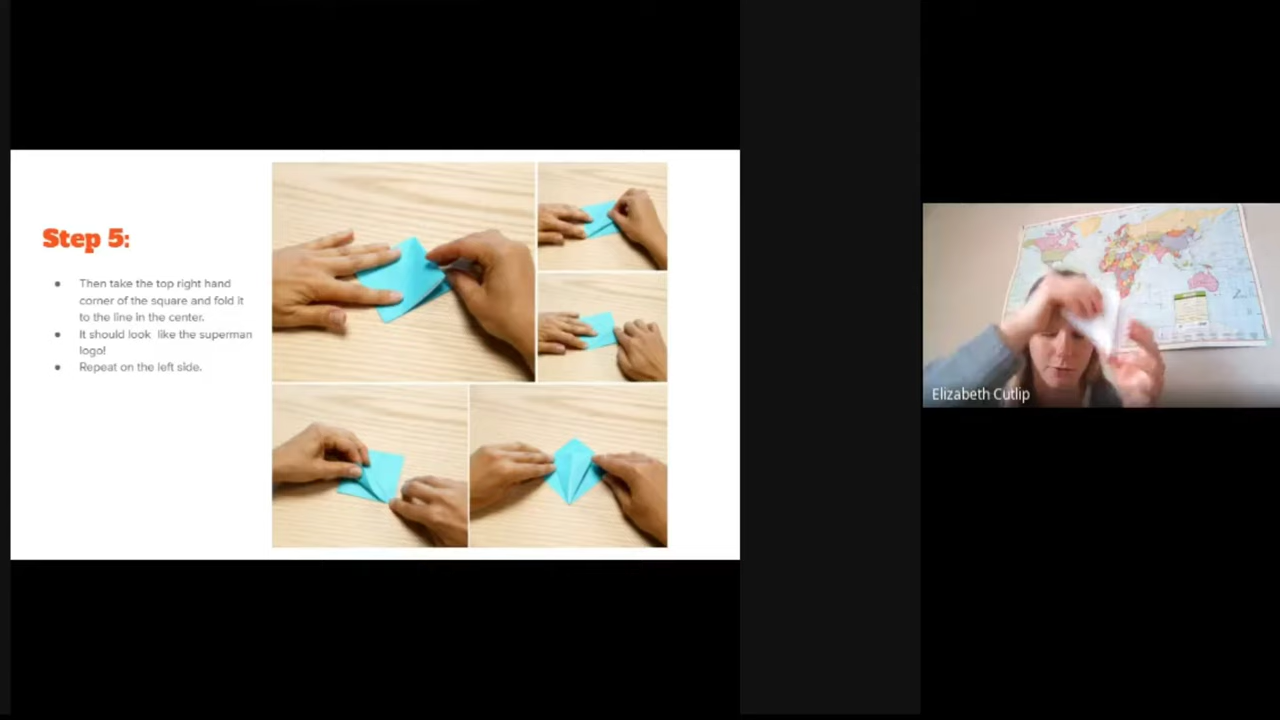 Step 5:
● Then take the top right hand
corner of the square and fold it
to the line in the center.
● It should look like the superman
logo!
● Repeat on the left side.
Elizabeth Cutlip